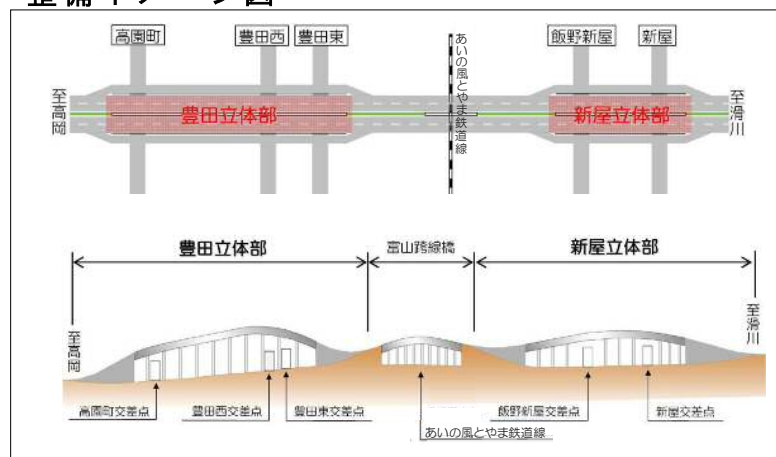 整備イメージ図
高園町
豊田西
豊田東
飯野新屋
新屋
至高岡
豊田立体部
あいの風とやま鉄道線
新屋立体部
至滑川
豊田立体部
富山跨線橋
新屋立体部
至高岡
至滑川
高園町交差点
豊田西交差点
豊田東交差点
飯野新屋交差点
新屋交差点
あいの風とやま鉄道線